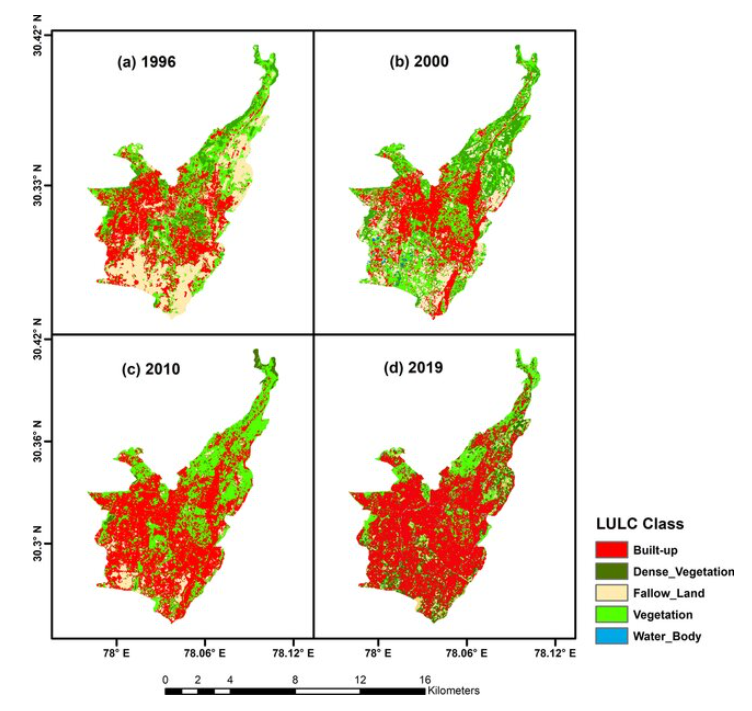 30.42° N
(a) 1996
(b) 2000
30.33° N
30.42° N
(c) 2010
(d) 2019
30.36° N
30.3° N
78° E
78.06° E
78.12° E
78° E
78.06° E
78.12° E
LULC Class
Built-up
Dense_Vegetation
Fallow_Land
Vegetation
Water_Body
0 2 4 8 12 16
Kilometers